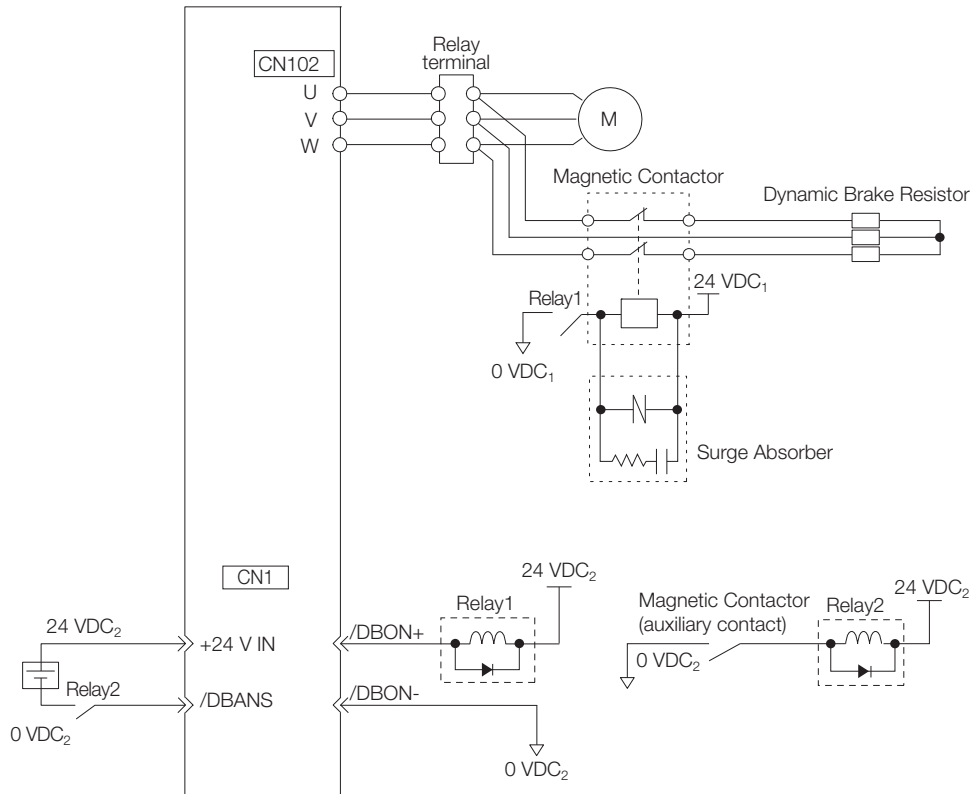 Relay
terminal
CN102
U
V
W
M
Magnetic Contactor
Dynamic Brake Resistor
24 VDC₁
Relay1
0 VDC₁
Surge Absorber
CN1
24 VDC₂
+24 V IN
Relay2
/DBANS
0 VDC₂
/DBON+
Relay1
24 VDC₂
/DBON-
0 VDC₂
Magnetic Contactor
(auxiliary contact)
0 VDC₂
Relay2
24 VDC₂